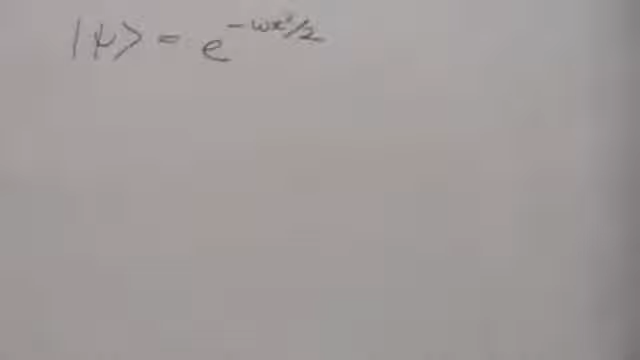 |ψ> = e^{-ωx²/2}